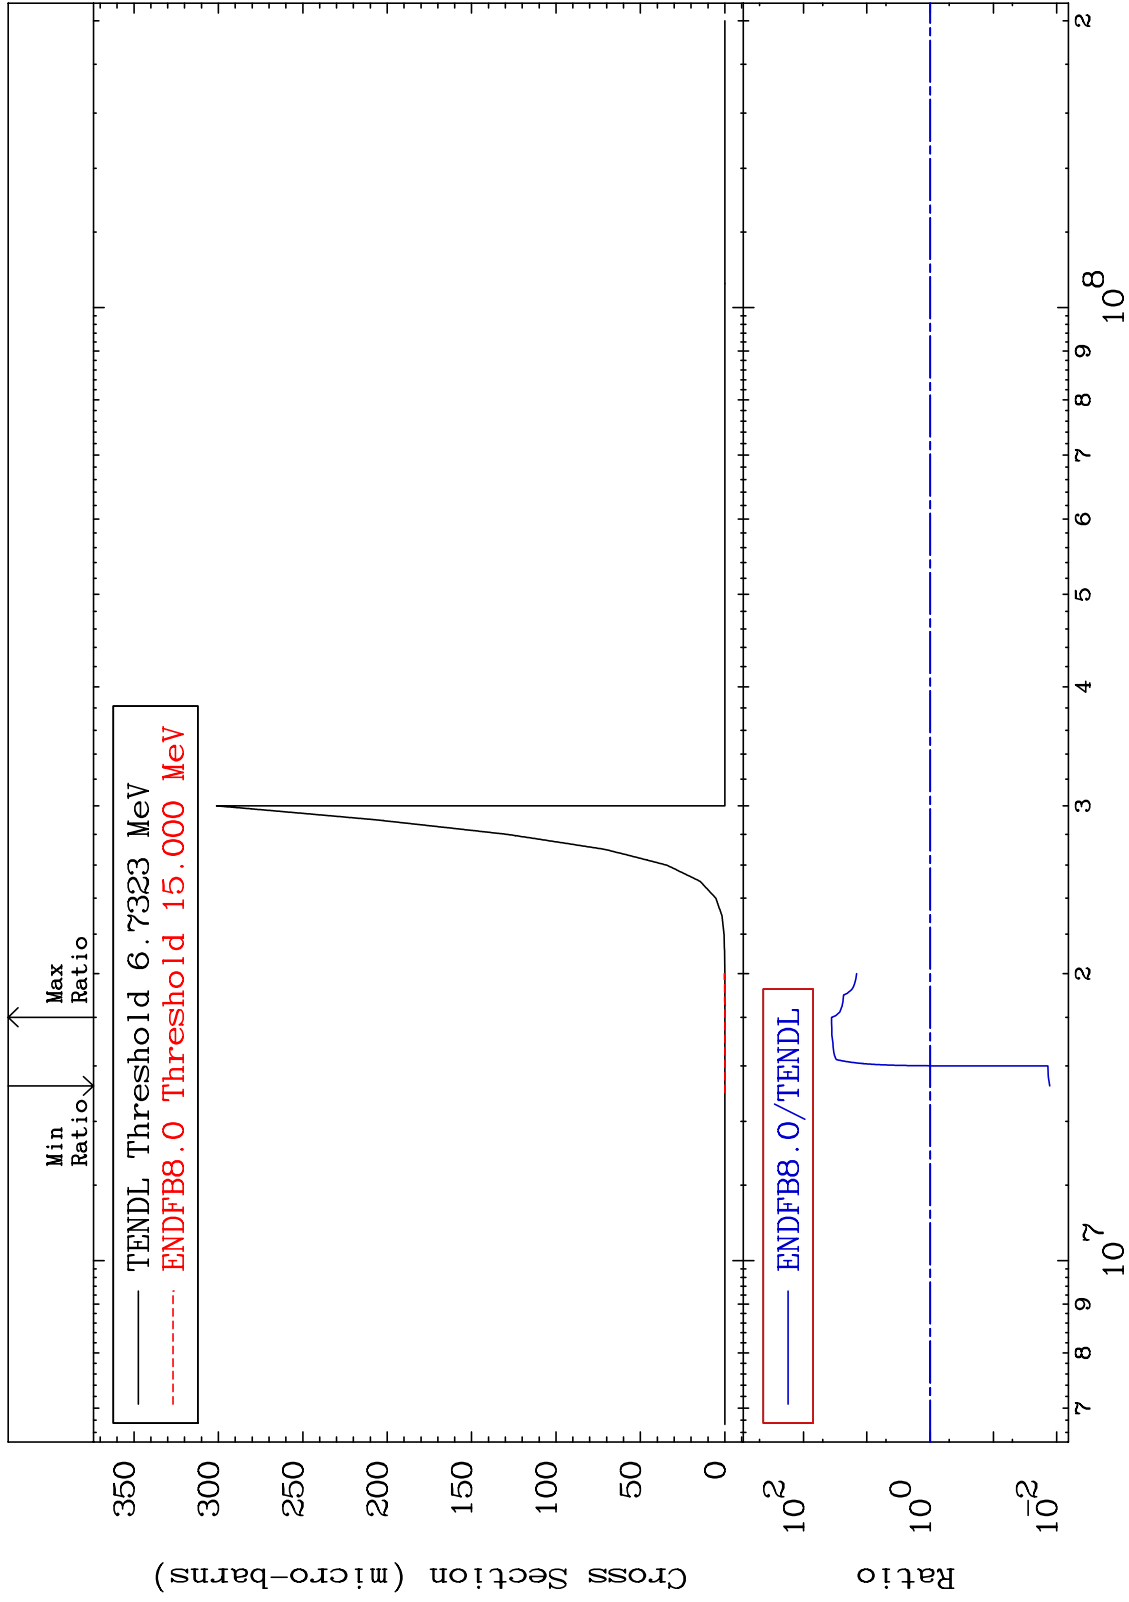 Min
Ratio
Max
Ratio
TENDL Threshold 6.7323 MeV
ENDFB8.0 Threshold 15.000 MeV
350
300
250
200
150
100
50
0
Cross Section (micro-barns)
ENDFB8.0/TENDL
10^2
10^0
10^-2
Ratio
7 8 9 10^7 2 3 4 5 6 7 8 9 10^8 2